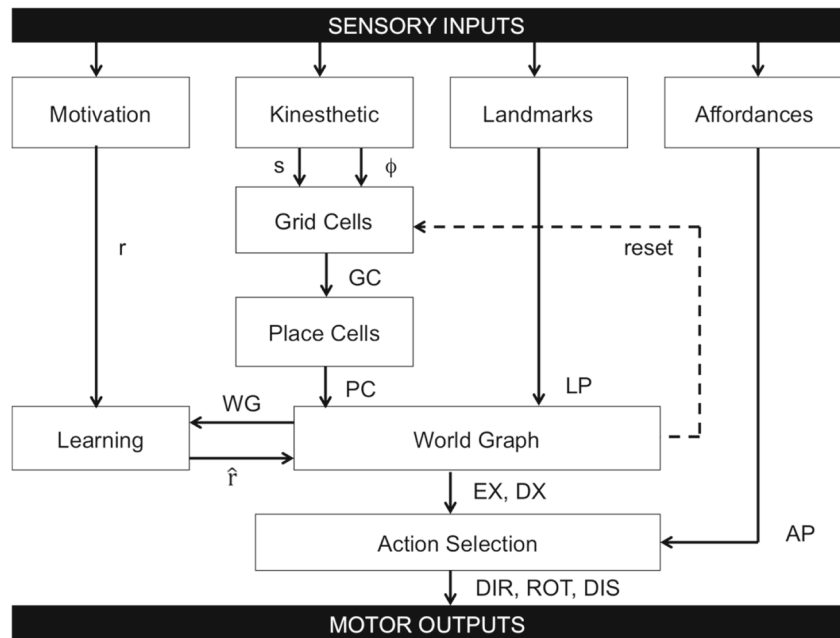 SENSORY INPUTS
Motivation
Kinesthetic
Landmarks
Affordances
s
ϕ
Grid Cells
r
reset
GC
Place Cells
PC
LP
WG
Learning
World Graph
r̂
EX, DX
Action Selection
AP
DIR, ROT, DIS
MOTOR OUTPUTS